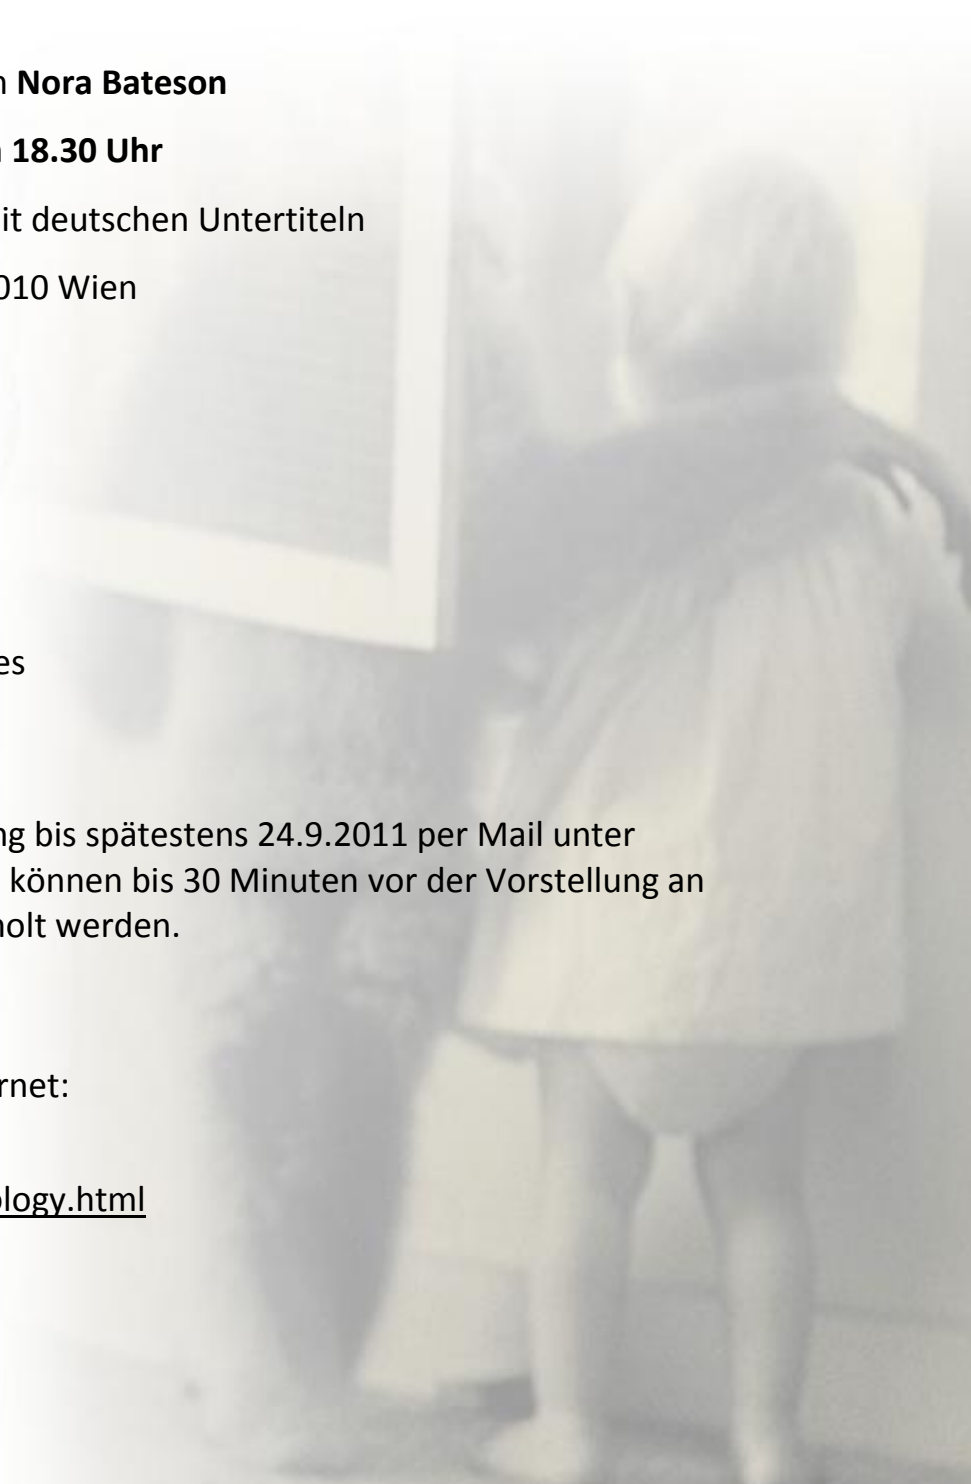 n Nora Bateson
18.30 Uhr
it deutschen Untertiteln
010 Wien
es
ng bis spätestens 24.9.2011 per Mail unter
können bis 30 Minuten vor der Vorstellung an
holt werden.
rnet:
ology.html